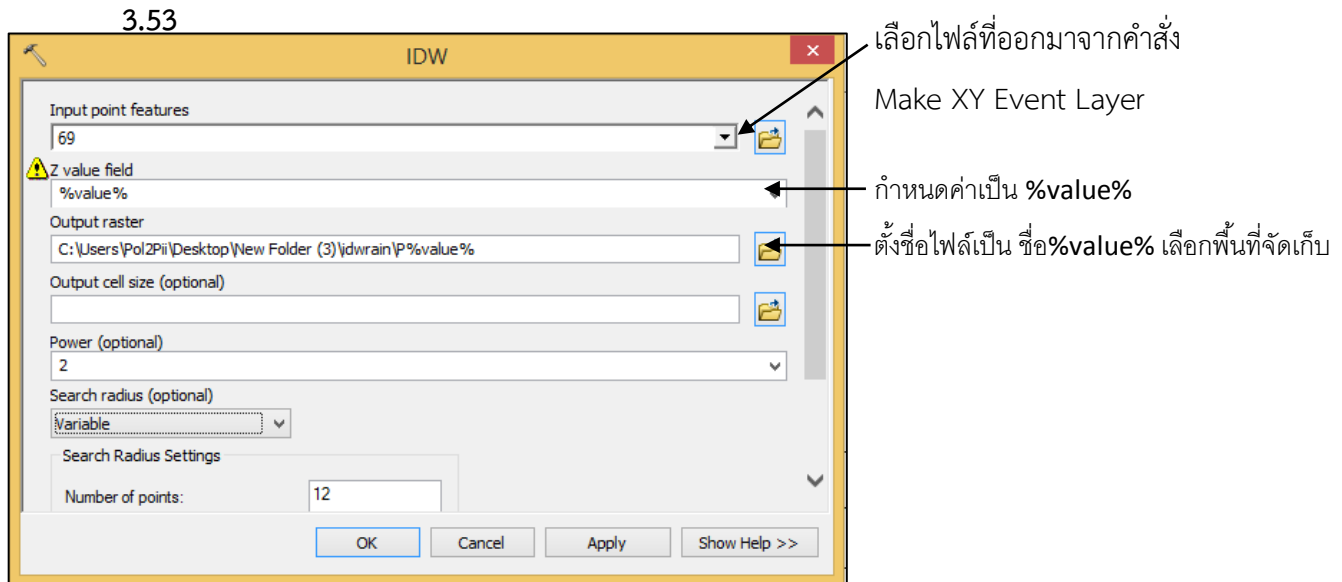 3.53
IDW
เลือกไฟล์ที่ออกมาจากคำสั่ง
Make XY Event Layer
Input point features
69
Z value field
%value%
กำหนดค่าเป็น %value%
Output raster
C:\Users\Pol2Pii\Desktop\New Folder (3)\idwrain\P%value%
ตั้งชื่อไฟล์เป็น ชื่อ%value% เลือกพื้นที่จัดเก็บ
Output cell size (optional)
Power (optional)
2
Search radius (optional)
Variable
Search Radius Settings
Number of points:
12
OK Cancel Apply Show Help >>